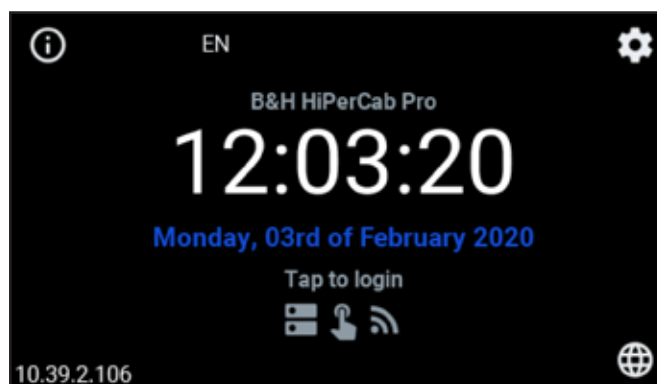 EN
B&H HiPerCab Pro
12:03:20
Monday, 03rd of February 2020
Tap to login
10.39.2.106